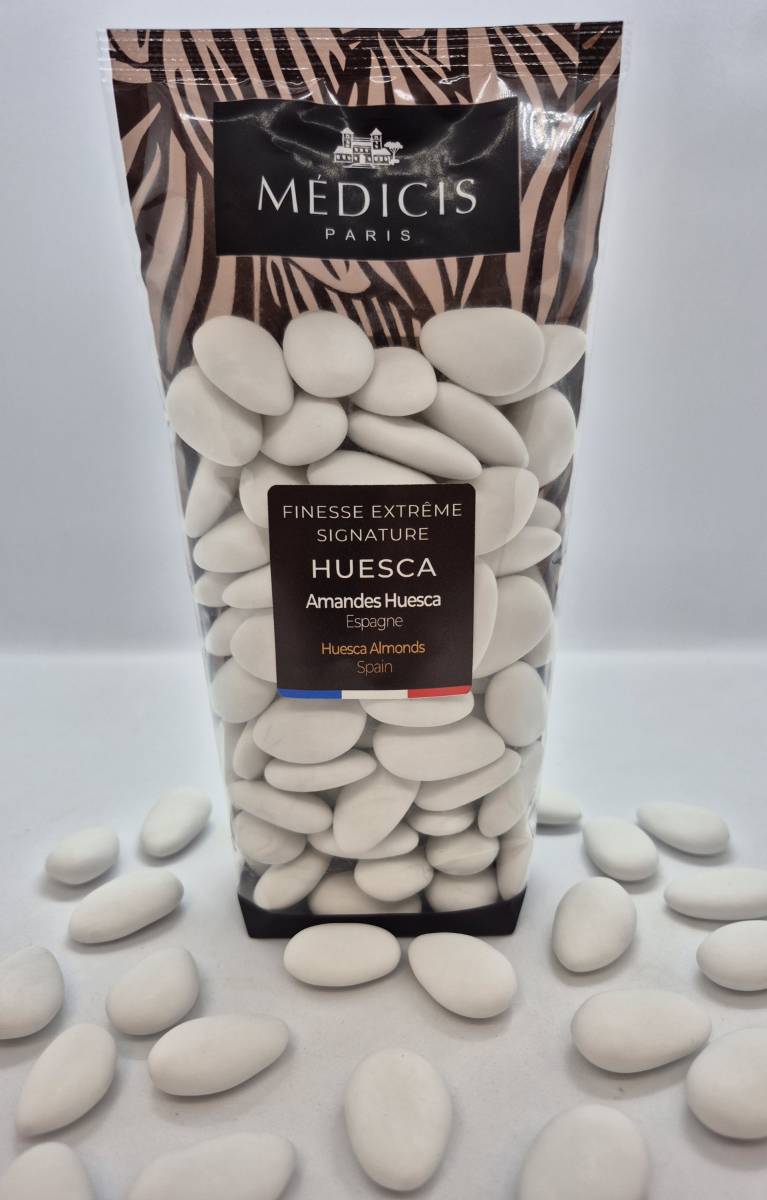 MÉDICIS
PARIS
FINESSE EXTRÊME
SIGNATURE
HUESCA
Amandes Huesca
Espagne
Huesca Almonds
Spain